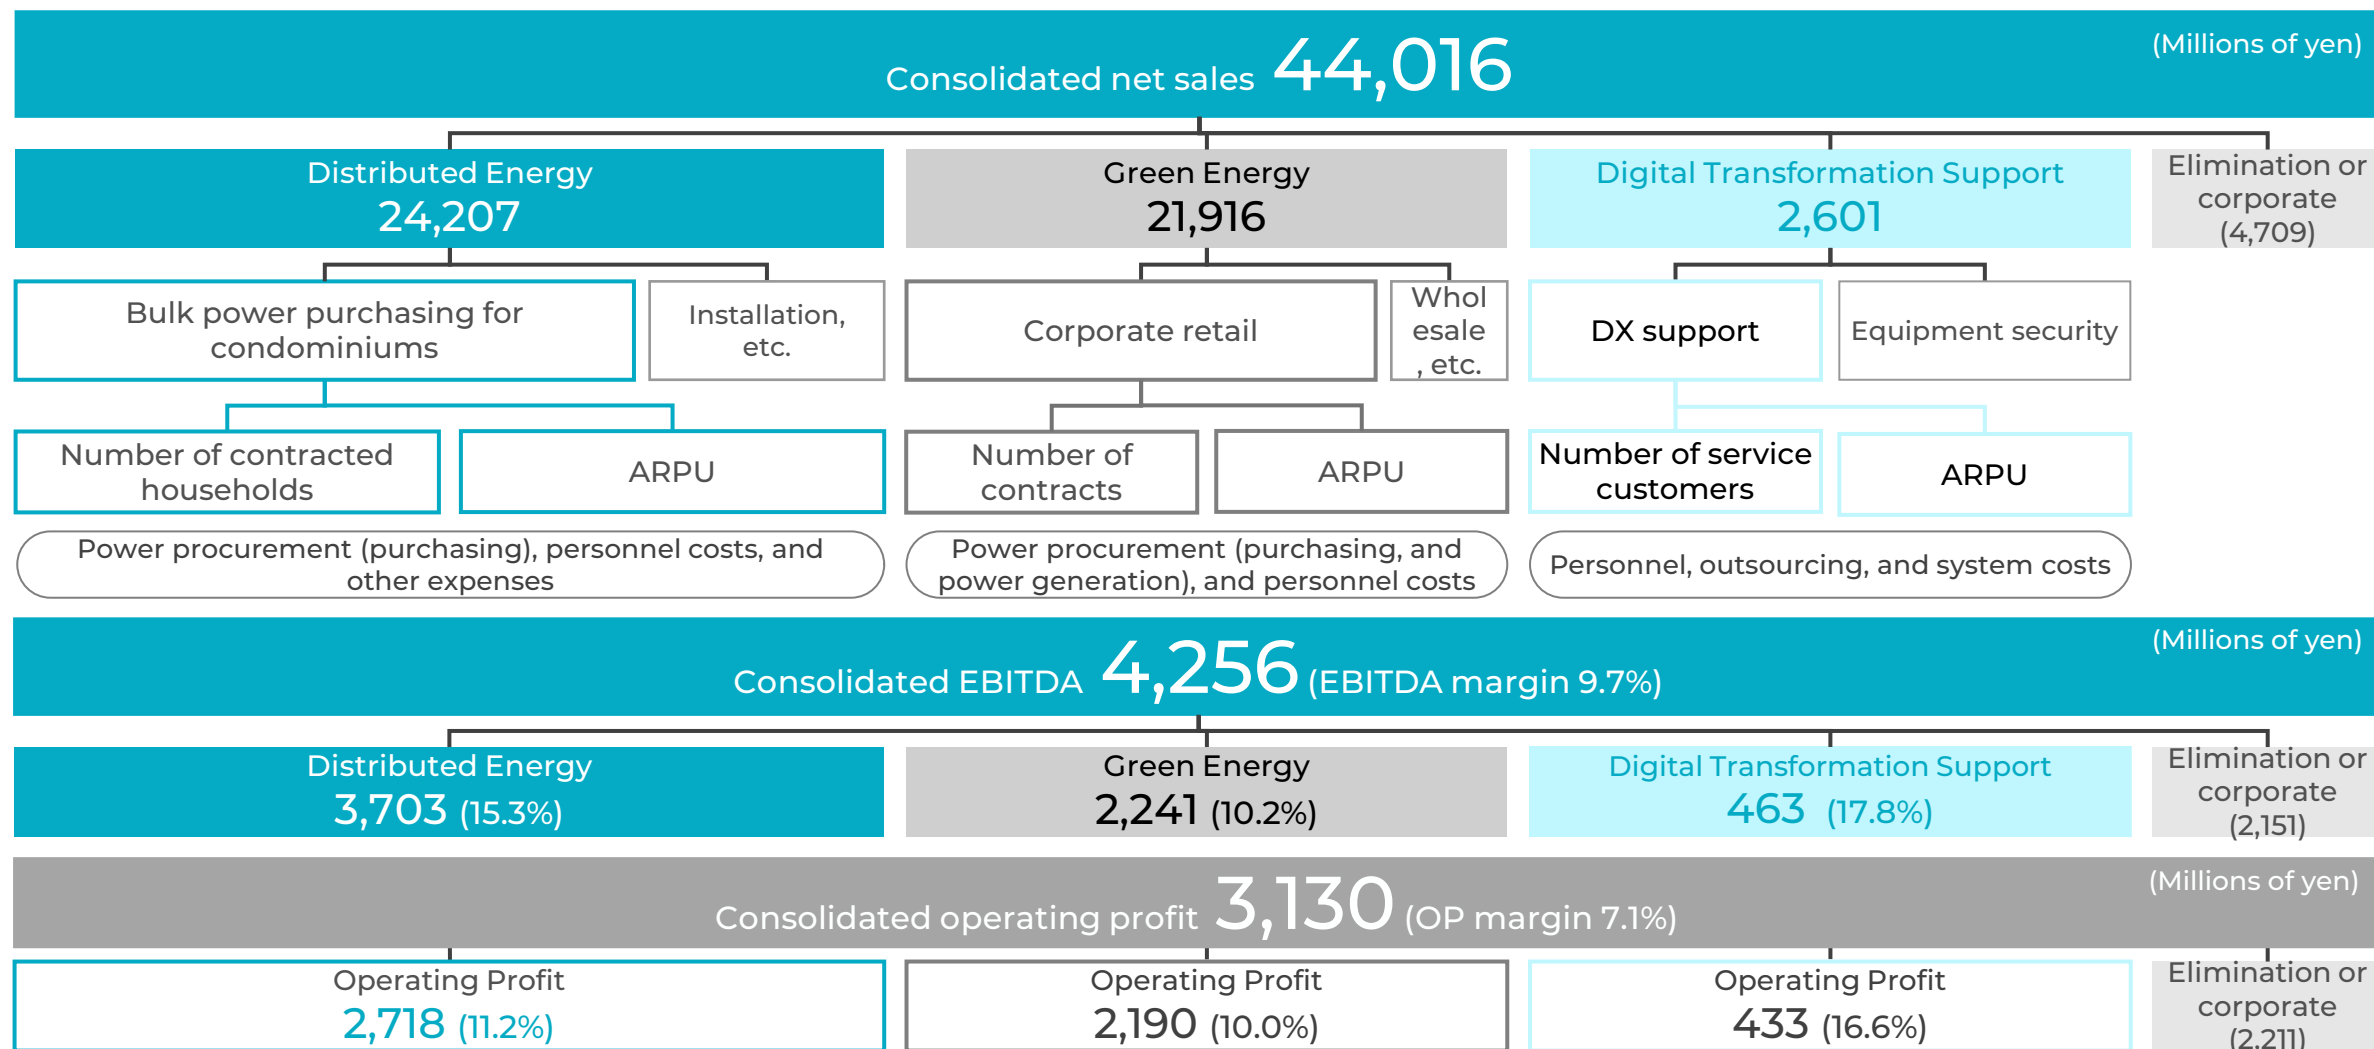 (Millions of yen)
Consolidated net sales 44,016
Distributed Energy
24,207
Green Energy
21,916
Digital Transformation Support
2,601
Elimination or
corporate
(4,709)
Bulk power purchasing for
condominiums
Installation,
etc.
Corporate retail
Whol
esale
, etc.
DX support
Equipment security
Number of contracted
households
ARPU
Number of
contracts
ARPU
Number of service
customers
ARPU
Power procurement (purchasing), personnel costs, and
other expenses
Power procurement (purchasing, and
power generation), and personnel costs
Personnel, outsourcing, and system costs
(Millions of yen)
Consolidated EBITDA 4,256 (EBITDA margin 9.7%)
Distributed Energy
3,703 (15.3%)
Green Energy
2,241 (10.2%)
Digital Transformation Support
463 (17.8%)
Elimination or
corporate
(2,151)
(Millions of yen)
Consolidated operating profit 3,130 (OP margin 7.1%)
Operating Profit
2,718 (11.2%)
Operating Profit
2,190 (10.0%)
Operating Profit
433 (16.6%)
Elimination or
corporate
(2,211)